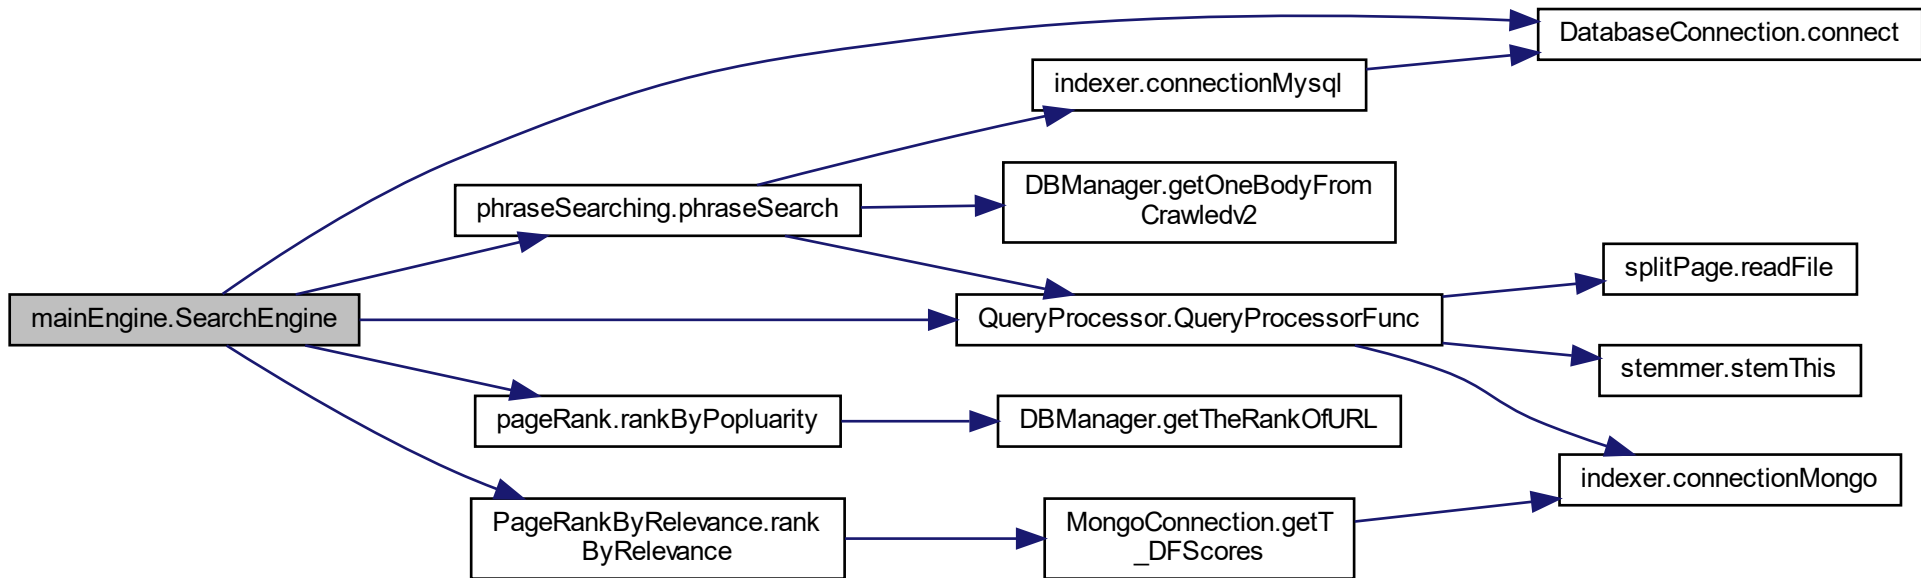 mainEngine.SearchEngine
DatabaseConnection.connect
phraseSearching.phraseSearch
indexer.connectionMysql
DBManager.getOneBodyFrom
Crawledv2
QueryProcessor.QueryProcessorFunc
splitPage.readFile
stemmer.stemThis
indexer.connectionMongo
pageRank.rankByPopluarity
DBManager.getTheRankOfURL
PageRankByRelevance.rank
ByRelevance
MongoConnection.getT
_DFScores